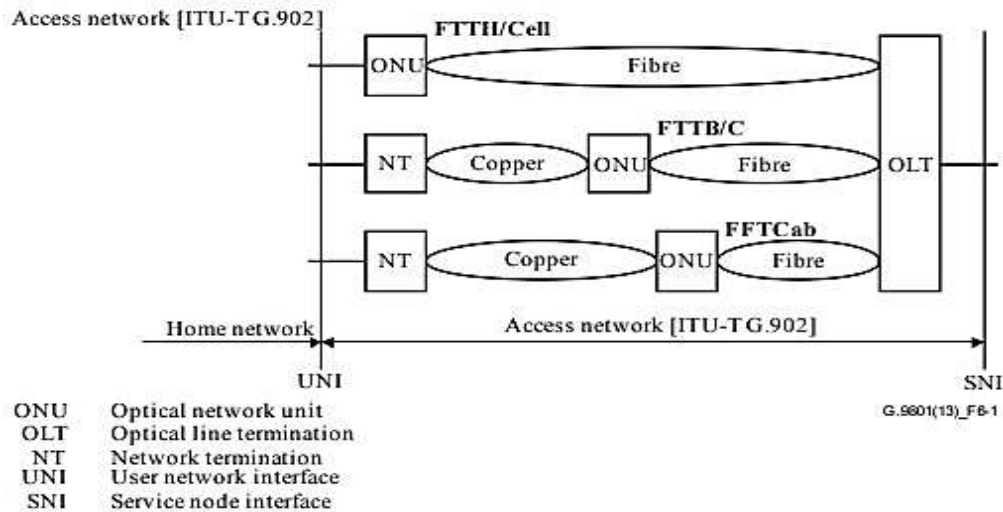 Access network [ITU-T G.902]
FTTH/Cell
ONU
Fibre
FTTB/C
NT
Copper
ONU
Fibre
OLT
FFTCab
NT
Copper
ONU
Fibre
Home network
Access network [ITU-T G.902]
UNI
SNI
G.9801(13)_F6-1
ONU Optical network unit
OLT Optical line termination
NT Network termination
UNI User network interface
SNI Service node interface